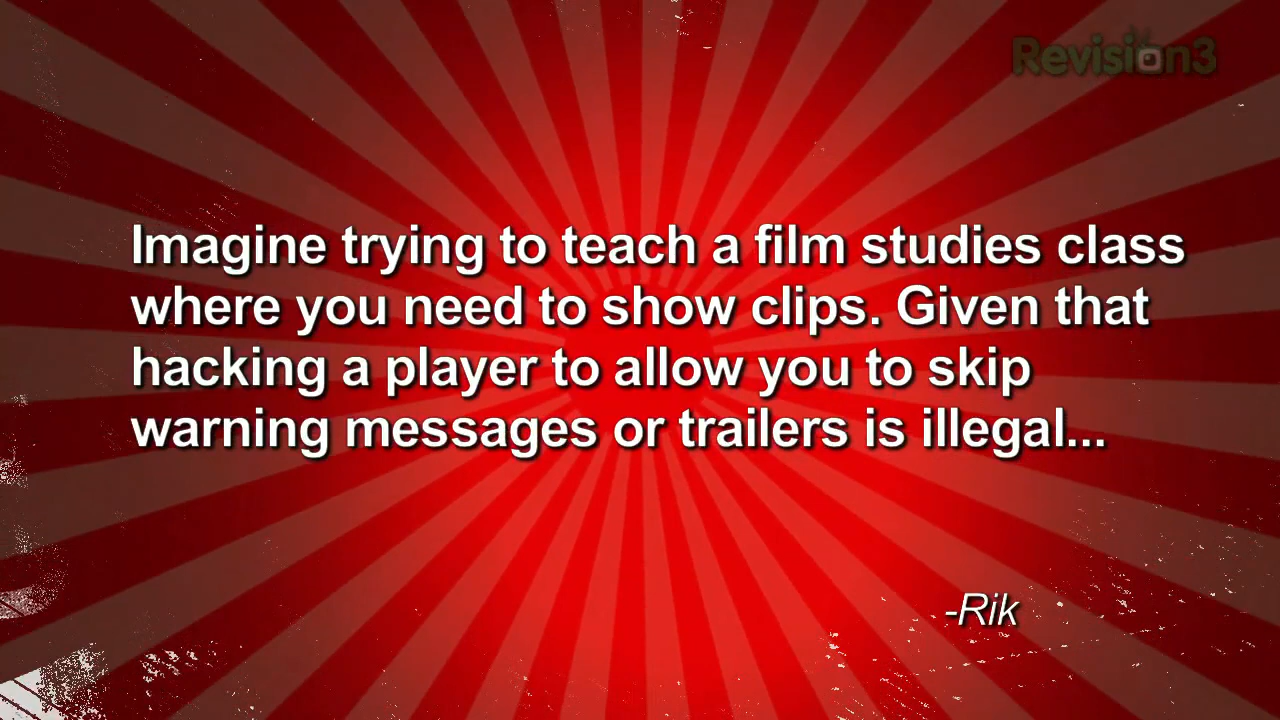 Revision3
Imagine trying to teach a film studies class
where you need to show clips. Given that
hacking a player to allow you to skip
warning messages or trailers is illegal...
-Rik